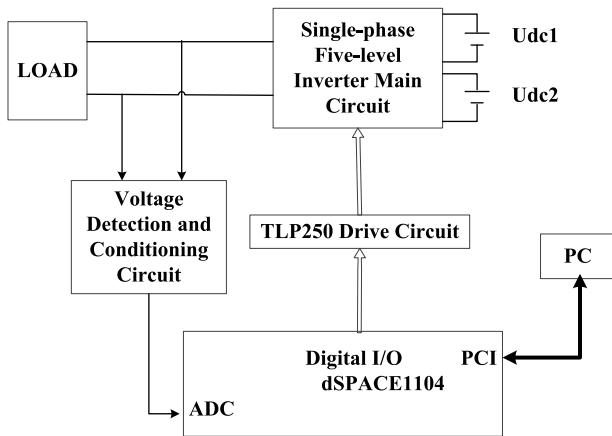 LOAD
Single-phase
Five-level
Inverter Main
Circuit
Udc1
Udc2
Voltage
Detection and
Conditioning
Circuit
TLP250 Drive Circuit
PC
Digital I/O
dSPACE1104
PCI
ADC